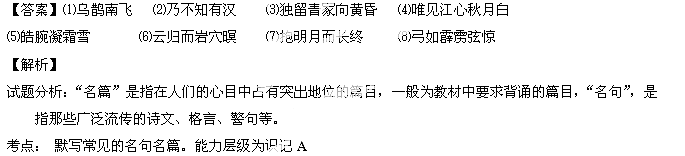 【答案】⑴乌鹊南飞 ⑵乃不知有汉 ⑶独留青冢向黄昏 ⑷唯见江心秋月白
⑸皓腕凝霜雪 ⑹云归而岩穴暝 ⑺抱明月而长终 ⑻弓如霹雳弦惊
【解析】
试题分析：“名篇”是指在人们的心目中占有突出地位的篇目，一般为教材中要求背诵的篇目，“名句”，是
指那些广泛流传的诗文、格言、警句等。
考点： 默写常见的名句名篇。能力层级为识记 A